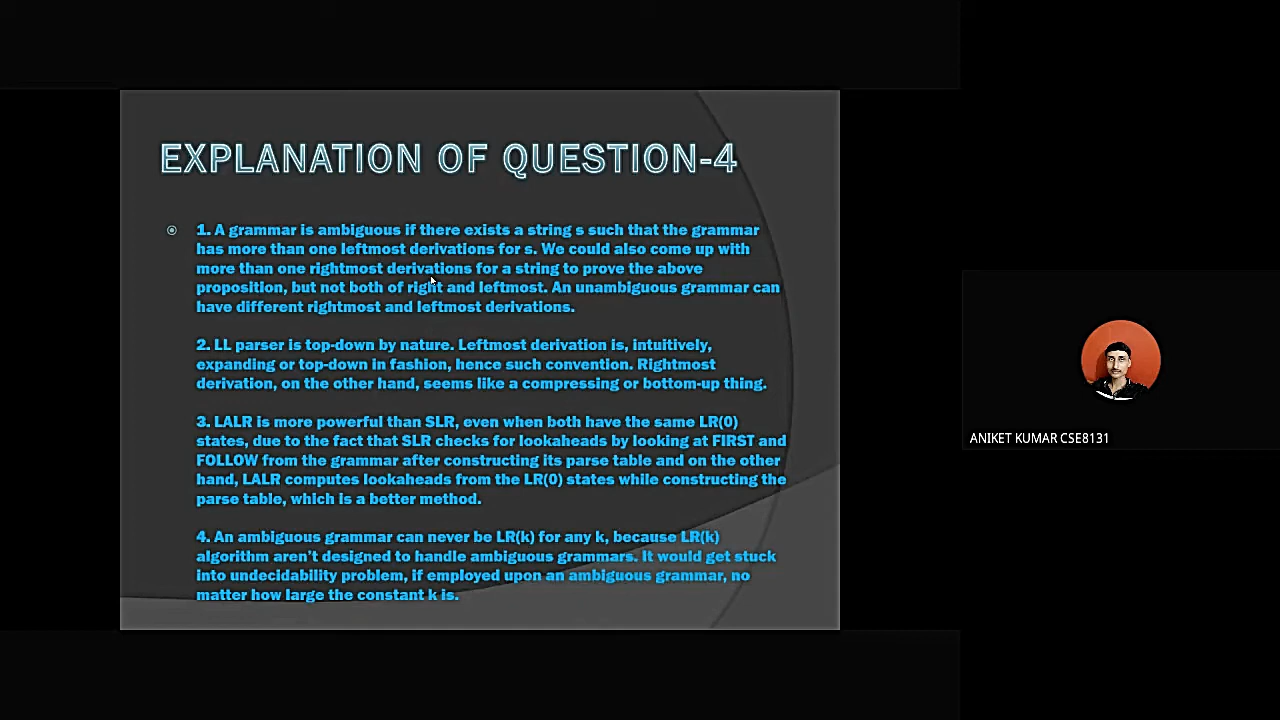 EXPLANATION OF QUESTION-4
1. A grammar is ambiguous if there exists a string s such that the grammar
has more than one leftmost derivations for s. We could also come up with
more than one rightmost derivations for a string to prove the above
proposition, but not both of right and leftmost. An unambiguous grammar can
have different rightmost and leftmost derivations.
2. LL parser is top-down by nature. Leftmost derivation is, intuitively,
expanding or top-down in fashion, hence such convention. Rightmost
derivation, on the other hand, seems like a compressing or bottom-up thing.
3. LALR is more powerful than SLR, even when both have the same LR(0)
states, due to the fact that SLR checks for lookaheads by looking at FIRST and
FOLLOW from the grammar after constructing its parse table and on the other
hand, LALR computes lookaheads from the LR(0) states while constructing the
parse table, which is a better method.
4. An ambiguous grammar can never be LR(k) for any k, because LR(k)
algorithm aren't designed to handle ambiguous grammars. It would get stuck
into undecidability problem, if employed upon an ambiguous grammar, no
matter how large the constant k is.
ANIKET KUMAR CSE8131